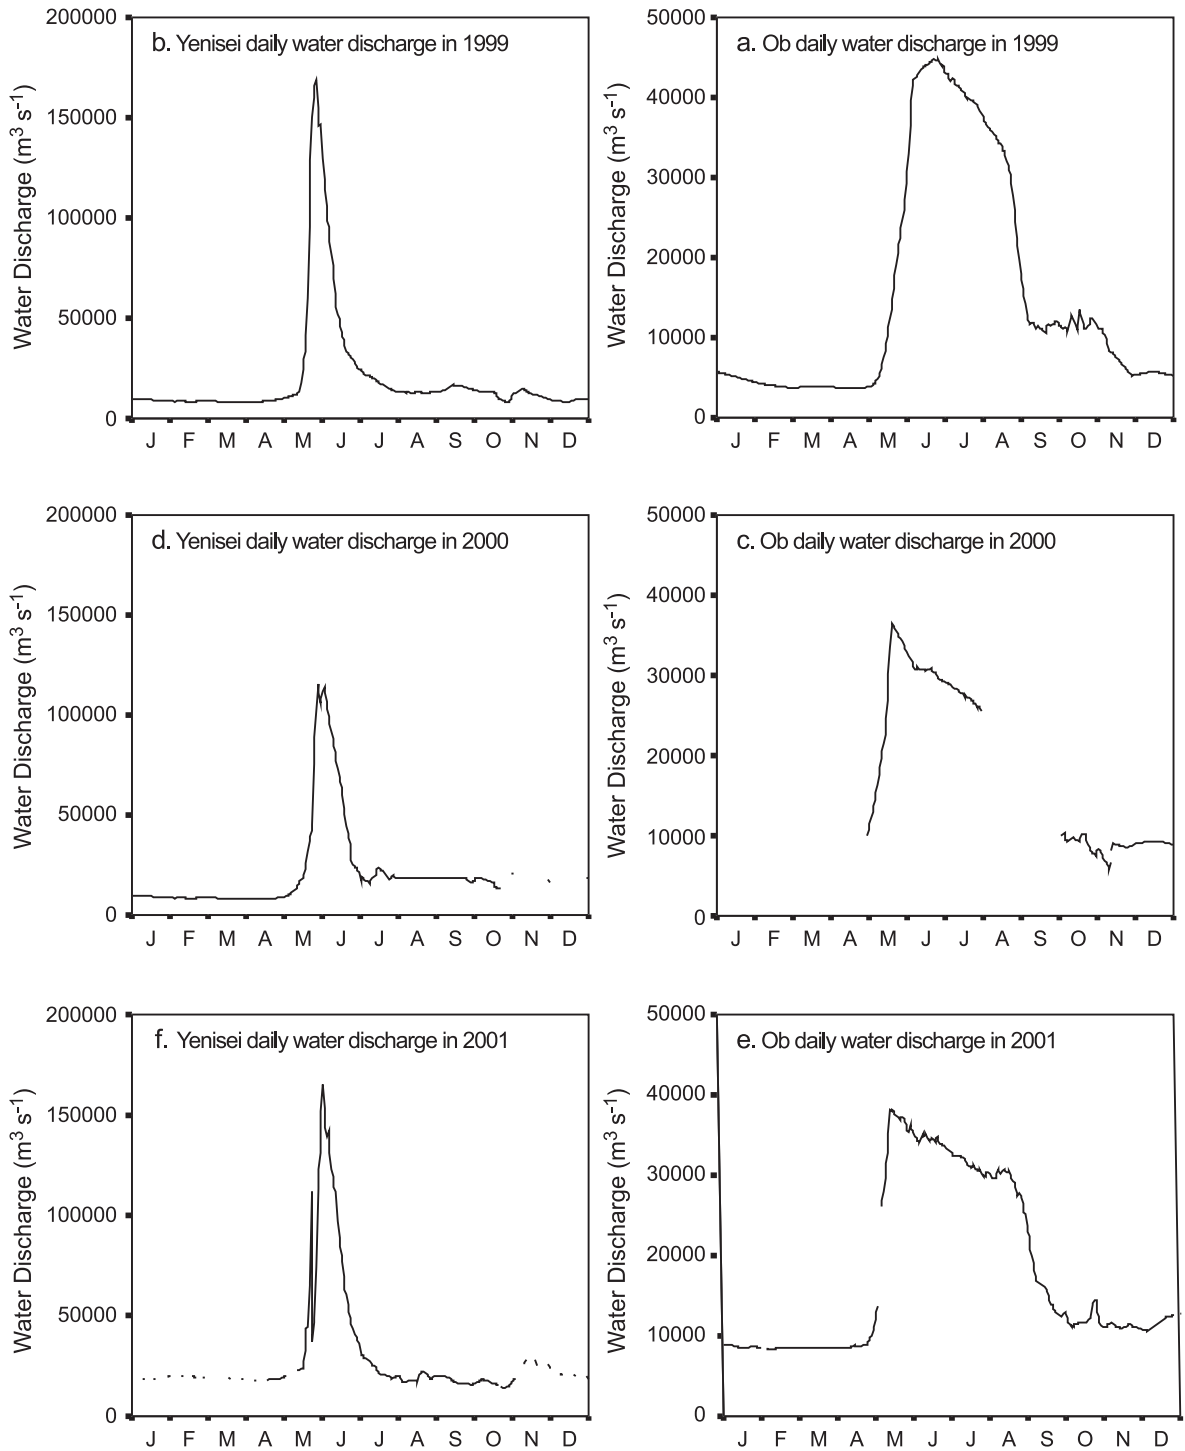 b. Yenisei daily water discharge in 1999
Water Discharge (m³ s⁻¹)
200000
150000
100000
50000
0
J F M A M J J A S O N D
a. Ob daily water discharge in 1999
Water Discharge (m³ s⁻¹)
50000
40000
30000
20000
10000
0
J F M A M J J A S O N D
d. Yenisei daily water discharge in 2000
Water Discharge (m³ s⁻¹)
200000
150000
100000
50000
0
J F M A M J J A S O N D
c. Ob daily water discharge in 2000
Water Discharge (m³ s⁻¹)
50000
40000
30000
20000
10000
0
J F M A M J J A S O N D
f. Yenisei daily water discharge in 2001
Water Discharge (m³ s⁻¹)
200000
150000
100000
50000
0
J F M A M J J A S O N D
e. Ob daily water discharge in 2001
Water Discharge (m³ s⁻¹)
50000
40000
30000
20000
10000
0
J F M A M J J A S O N D